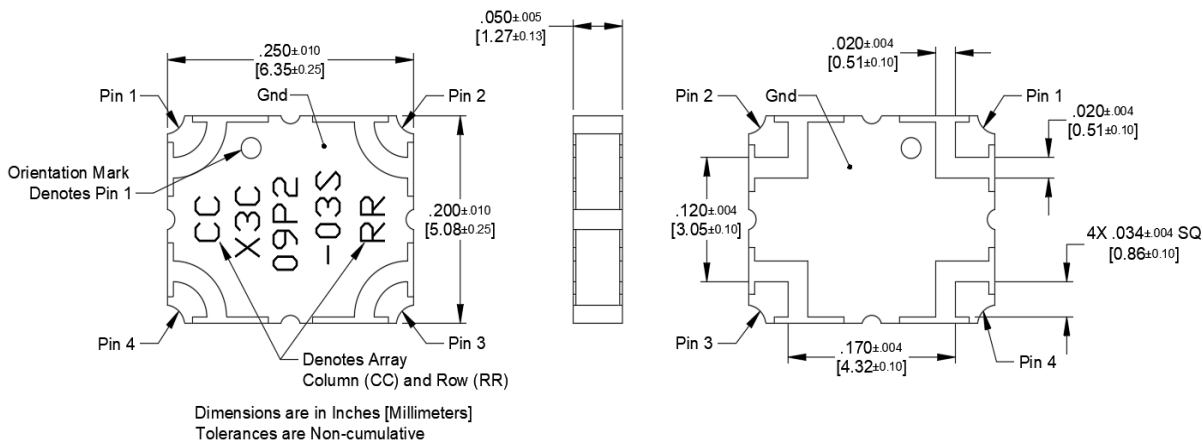 .250±.010
[6.35±0.25]
Pin 1
Gnd
Pin 2
Orientation Mark
Denotes Pin 1
CC
X3C
09P2
-03S
RR
.200±.010
[5.08±0.25]
Pin 4
Pin 3
Denotes Array
Column (CC) and Row (RR)
Dimensions are in Inches [Millimeters]
Tolerances are Non-cumulative
.050±.005
[1.27±0.13]
.020±.004
[0.51±0.10]
Pin 2
Gnd
Pin 1
.020±.004
[0.51±0.10]
.120±.004
[3.05±0.10]
4X .034±.004 SQ
[0.86±0.10]
Pin 3
.170±.004
[4.32±0.10]
Pin 4